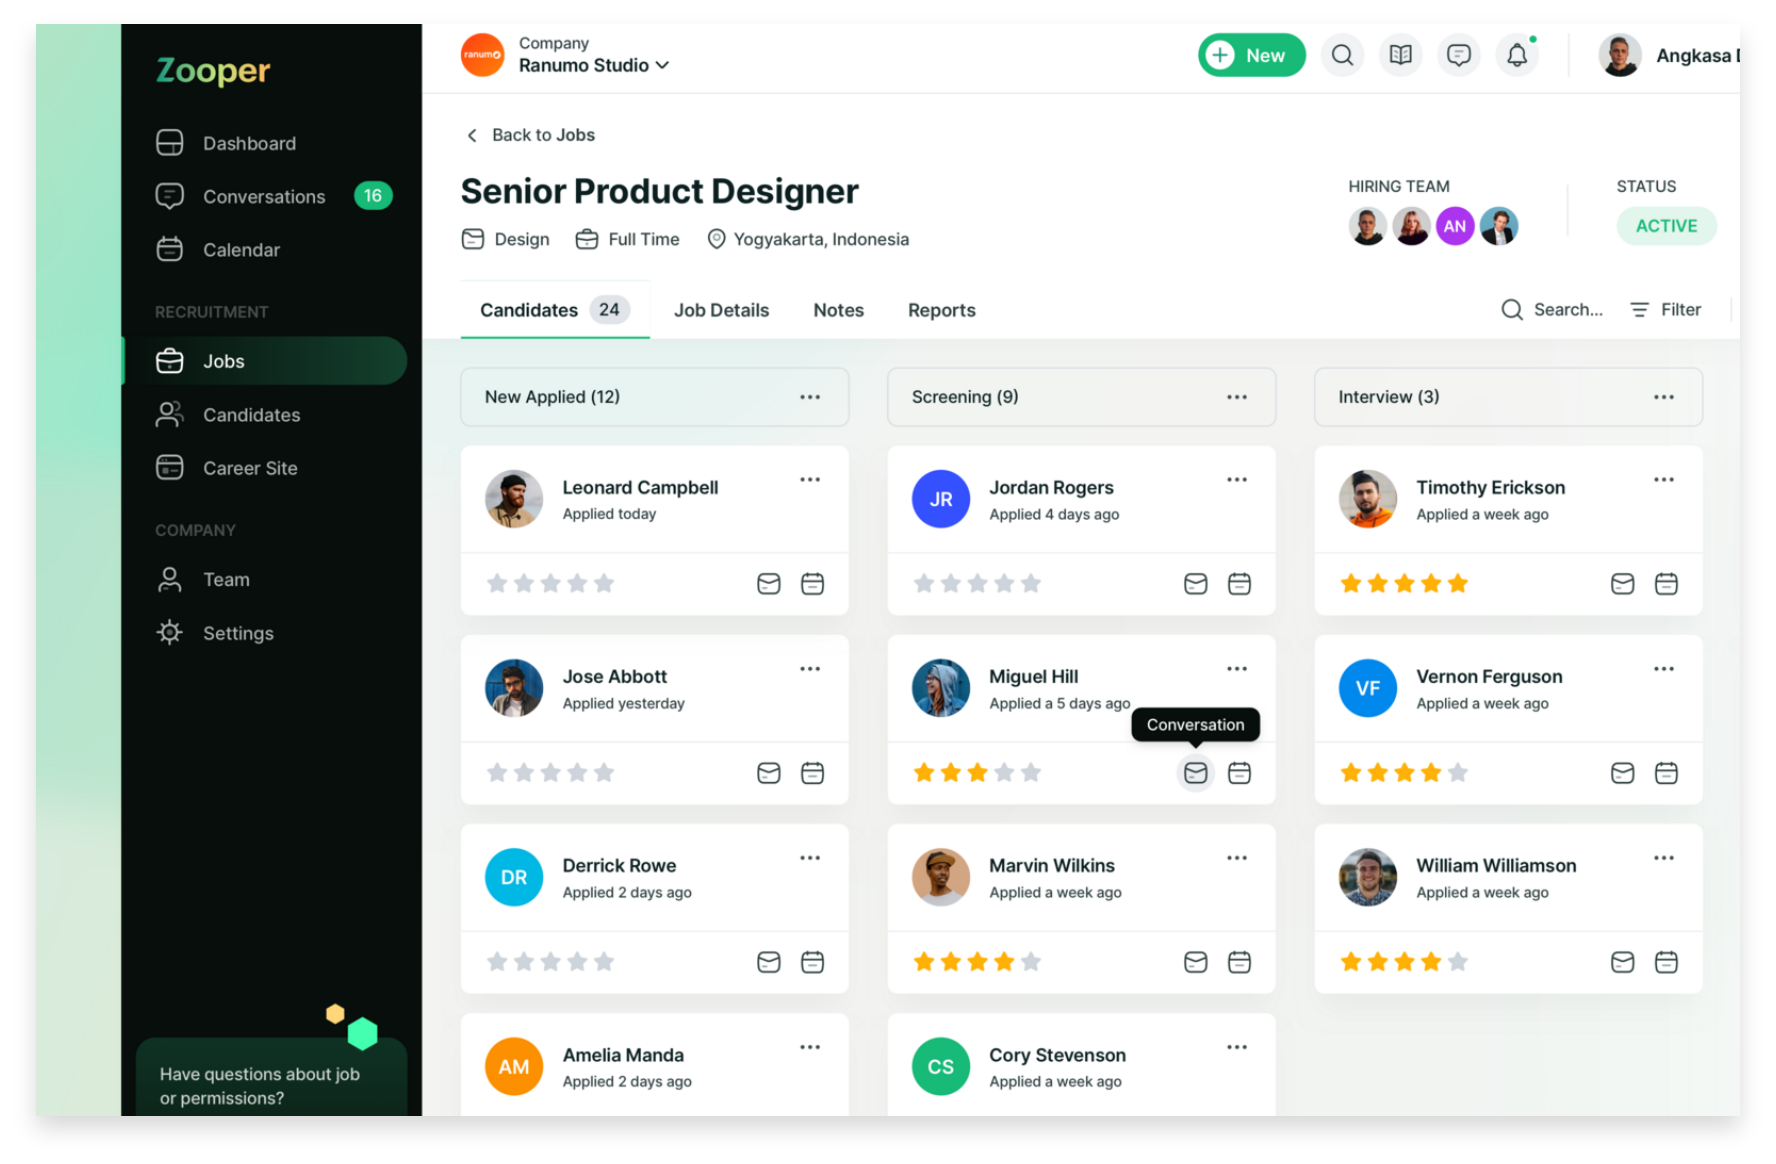 Zooper
Dashboard
Conversations 16
Calendar
RECRUITMENT
Jobs
Candidates
Career Site
COMPANY
Team
Settings
Have questions about job
or permissions?
ranumo
Company
Ranumo Studio
New
Angkasa
Back to Jobs
Senior Product Designer
Design Full Time Yogyakarta, Indonesia
HIRING TEAM
AN
STATUS
ACTIVE
Candidates 24 Job Details Notes Reports
Search... Filter
New Applied (12)
Leonard Campbell
Applied today
Jose Abbott
Applied yesterday
DR
Derrick Rowe
Applied 2 days ago
AM
Amelia Manda
Applied 2 days ago
Screening (9)
JR
Jordan Rogers
Applied 4 days ago
Miguel Hill
Applied a 5 days ago
Conversation
Marvin Wilkins
Applied a week ago
CS
Cory Stevenson
Applied a week ago
Interview (3)
Timothy Erickson
Applied a week ago
VF
Vernon Ferguson
Applied a week ago
William Williamson
Applied a week ago